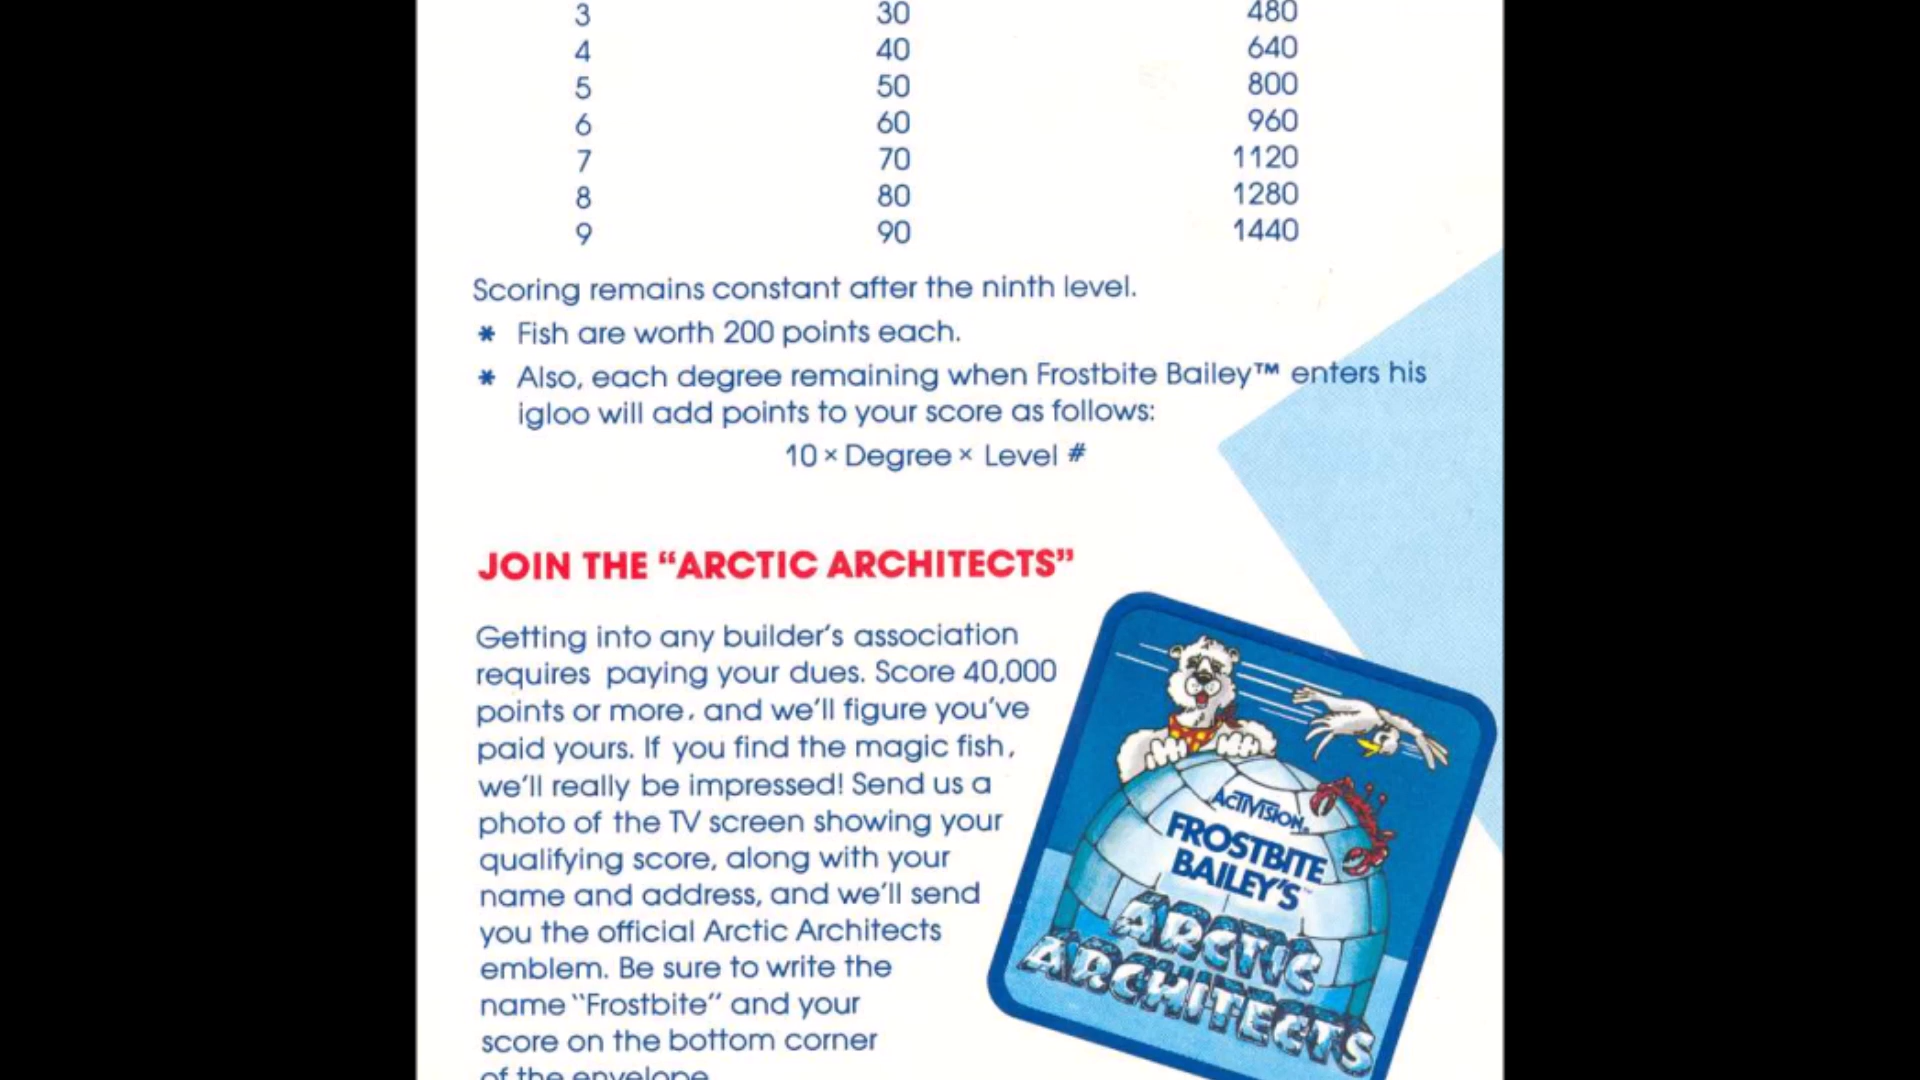 3 30 480
4 40 640
5 50 800
6 60 960
7 70 1120
8 80 1280
9 90 1440
Scoring remains constant after the ninth level.
* Fish are worth 200 points each.
* Also, each degree remaining when Frostbite Bailey™ enters his
igloo will add points to your score as follows:
10 × Degree × Level #
JOIN THE “ARCTIC ARCHITECTS”
Getting into any builder's association
requires paying your dues. Score 40,000
points or more, and we'll figure you've
paid yours. If you find the magic fish,
we'll really be impressed! Send us a
photo of the TV screen showing your
qualifying score, along with your
name and address, and we'll send
you the official Arctic Architects
emblem. Be sure to write the
name "Frostbite" and your
score on the bottom corner
of the envelope.
ACTIVISION®
FROSTBITE
BAILEY'S™
ARCTIC
ARCHITECTS